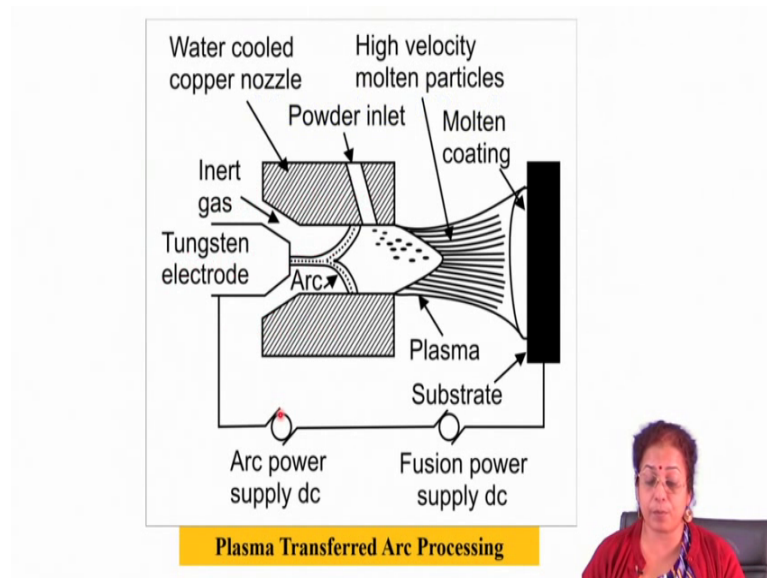 Water cooled
copper nozzle
High velocity
molten particles
Powder inlet
Molten
coating
Inert
gas
Tungsten
electrode
Arc
Plasma
Substrate
Arc power
supply dc
Fusion power
supply dc
Plasma Transferred Arc Processing